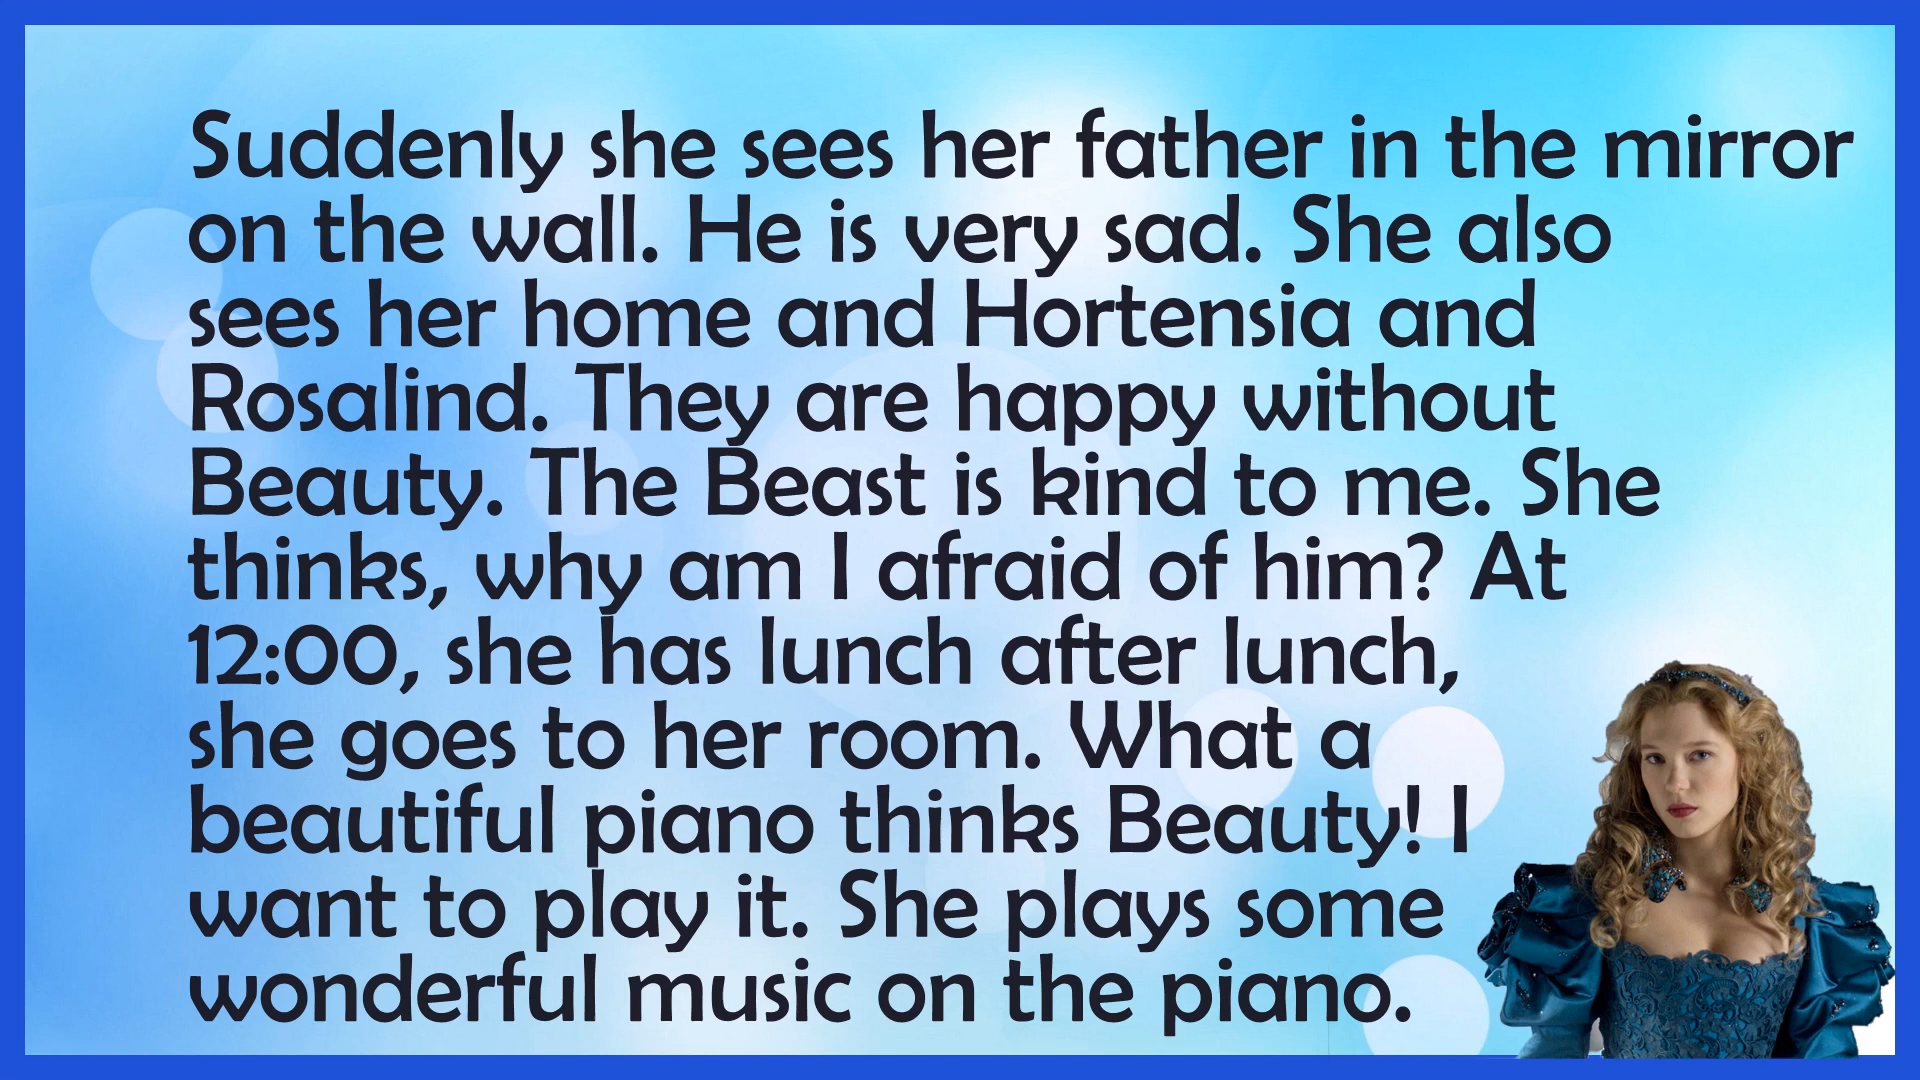 Suddenly she sees her father in the mirror
on the wall. He is very sad. She also
sees her home and Hortensia and
Rosalind. They are happy without
Beauty. The Beast is kind to me. She
thinks, why am I afraid of him? At
12:00, she has lunch after lunch,
she goes to her room. What a
beautiful piano thinks Beauty! I
want to play it. She plays some
wonderful music on the piano.